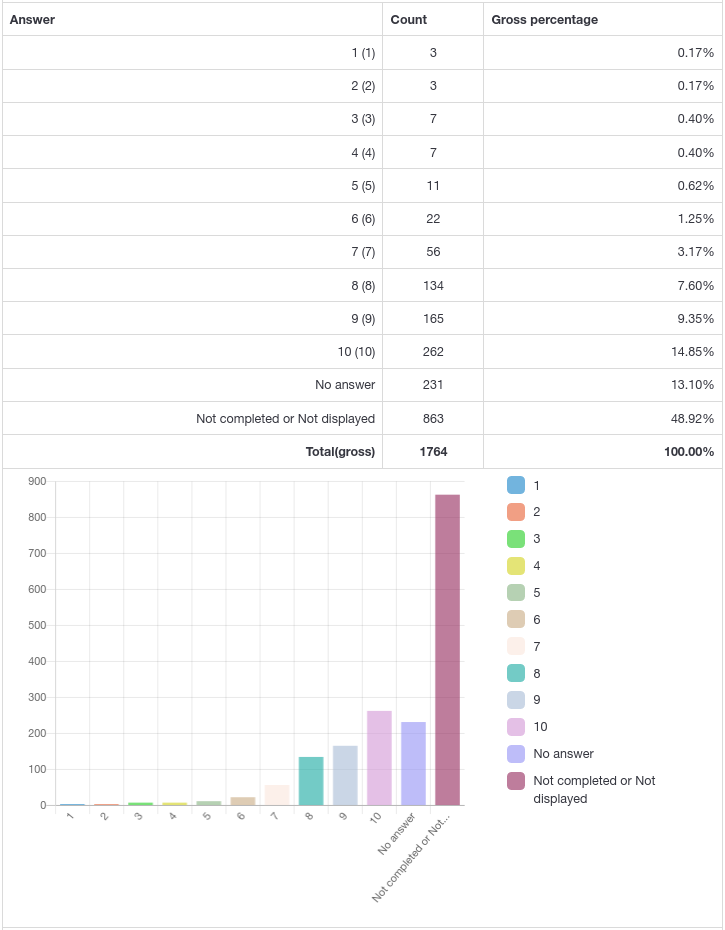 Answer Count Gross percentage
1 (1) 3 0.17%
2 (2) 3 0.17%
3 (3) 7 0.40%
4 (4) 7 0.40%
5 (5) 11 0.62%
6 (6) 22 1.25%
7 (7) 56 3.17%
8 (8) 134 7.60%
9 (9) 165 9.35%
10 (10) 262 14.85%
No answer 231 13.10%
Not completed or Not displayed 863 48.92%
Total(gross) 1764 100.00%
900
800
700
600
500
400
300
200
100
0
1
2
3
4
5
6
7
8
9
10
No answer
Not completed or Not...
1
2
3
4
5
6
7
8
9
10
No answer
Not completed or Not
displayed